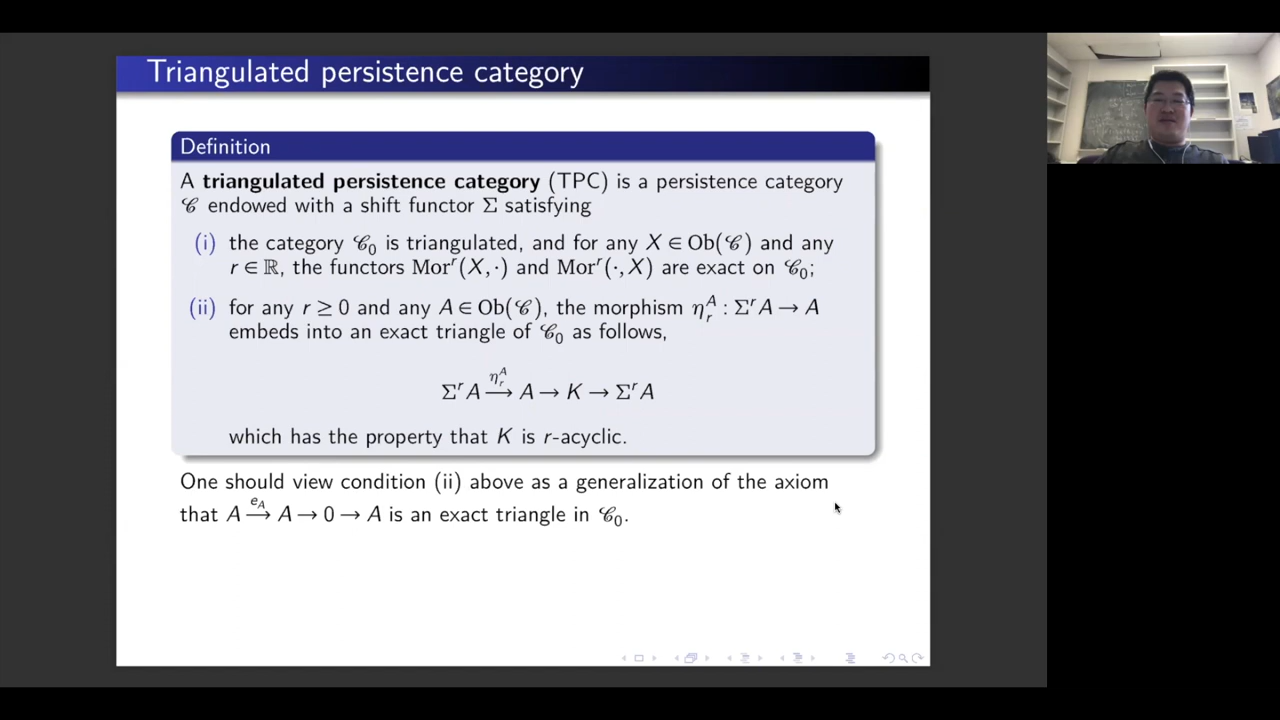 Triangulated persistence category
Definition
A triangulated persistence category (TPC) is a persistence category
𝒞 endowed with a shift functor Σ satisfying
(i) the category 𝒞₀ is triangulated, and for any X ∈ Ob(𝒞) and any
r ∈ ℝ, the functors Morʳ(X,·) and Morʳ(·,X) are exact on 𝒞₀;
(ii) for any r ≥ 0 and any A ∈ Ob(𝒞), the morphism ηᵣᴬ : ΣʳA → A
embeds into an exact triangle of 𝒞₀ as follows,
ΣʳA —ηᵣᴬ→ A → K → ΣʳA
which has the property that K is r-acyclic.
One should view condition (ii) above as a generalization of the axiom
that A —e_A→ A → 0 → A is an exact triangle in 𝒞₀.